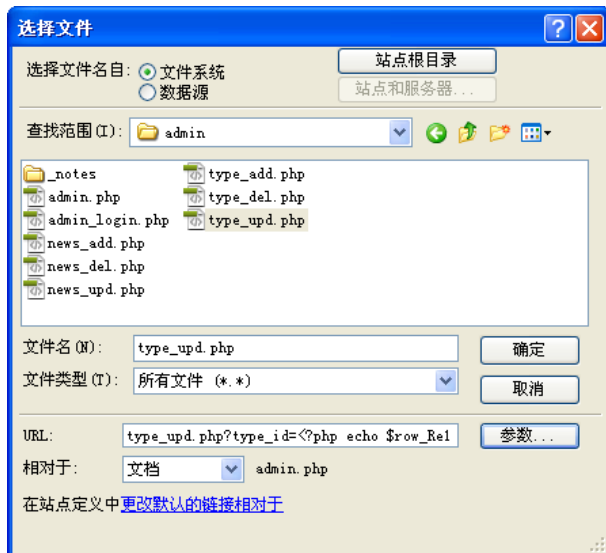 选择文件
选择文件名自: 文件系统 站点根目录
数据源 站点和服务器...
查找范围(I): admin
_notes type_add.php
admin.php type_del.php
admin_login.php type_upd.php
news_add.php
news_del.php
news_upd.php
文件名(N): type_upd.php 确定
文件类型(T): 所有文件 (*.*) 取消
URL: type_upd.php?type_id=<?php echo $row_Re1 参数...
相对于: 文档 admin.php
在站点定义中更改默认的链接相对于